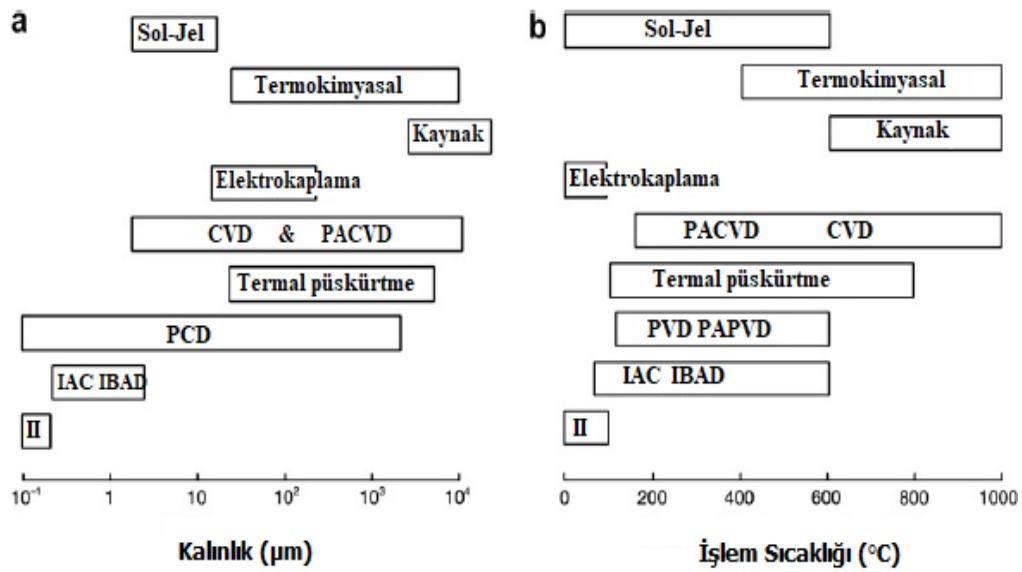 a
Sol-Jel
Termokimyasal
Kaynak
Elektrokaplama
CVD & PACVD
Termal püskürtme
PCD
IAC IBAD
II
10⁻¹ 1 10 10² 10³ 10⁴
Kalınlık (µm)
b
Sol-Jel
Termokimyasal
Kaynak
Elektrokaplama
PACVD CVD
Termal püskürtme
PVD PAPVD
IAC IBAD
II
0 200 400 600 800 1000
İşlem Sıcaklığı (°C)